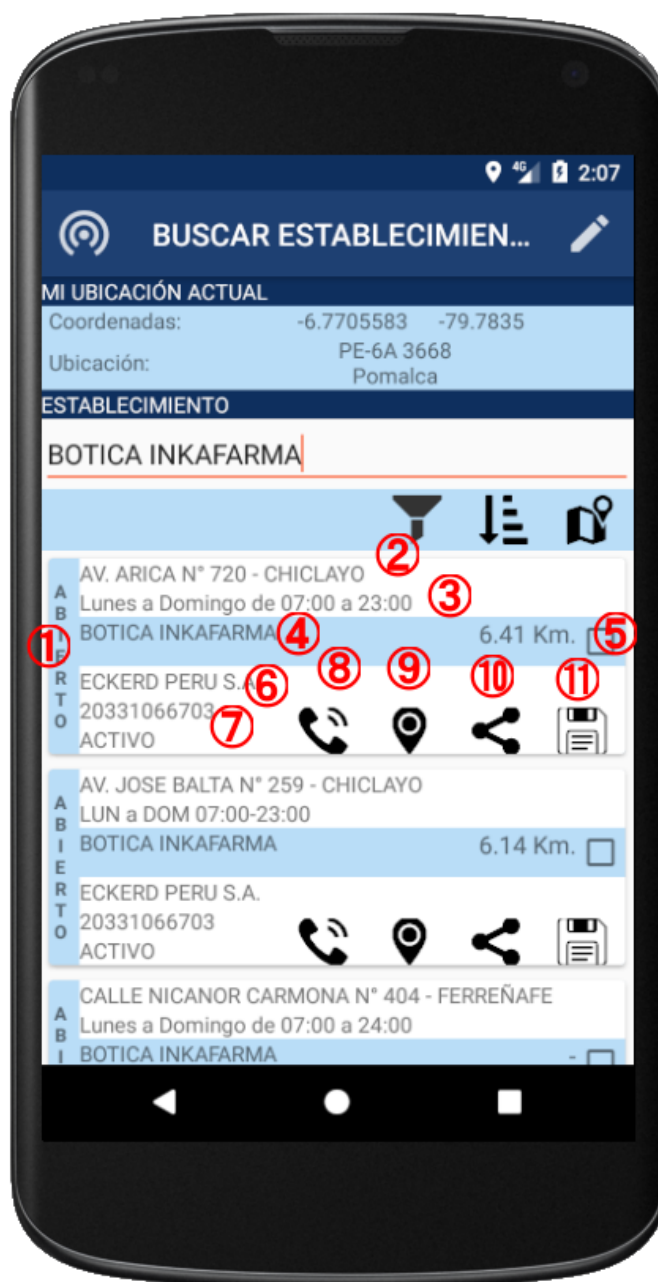 4G 2:07
BUSCAR ESTABLECIMIEN...
MI UBICACIÓN ACTUAL
Coordenadas: -6.7705583 -79.7835
Ubicación: PE-6A 3668
Pomalca
ESTABLECIMIENTO
BOTICA INKAFARMA
②
AV. ARICA N° 720 - CHICLAYO
Lunes a Domingo de 07:00 a 23:00 ③
① ABIERTO
BOTICA INKAFARMA ④ 6.41 Km. ⑤
ECKERD PERU S.A. ⑥ ⑧ ⑨ ⑩ ⑪
20331066703 ⑦
ACTIVO
ABIERTO
AV. JOSE BALTA N° 259 - CHICLAYO
LUN a DOM 07:00-23:00
BOTICA INKAFARMA 6.14 Km.
ECKERD PERU S.A.
20331066703
ACTIVO
ABI
CALLE NICANOR CARMONA N° 404 - FERREÑAFE
Lunes a Domingo de 07:00 a 24:00
BOTICA INKAFARMA -